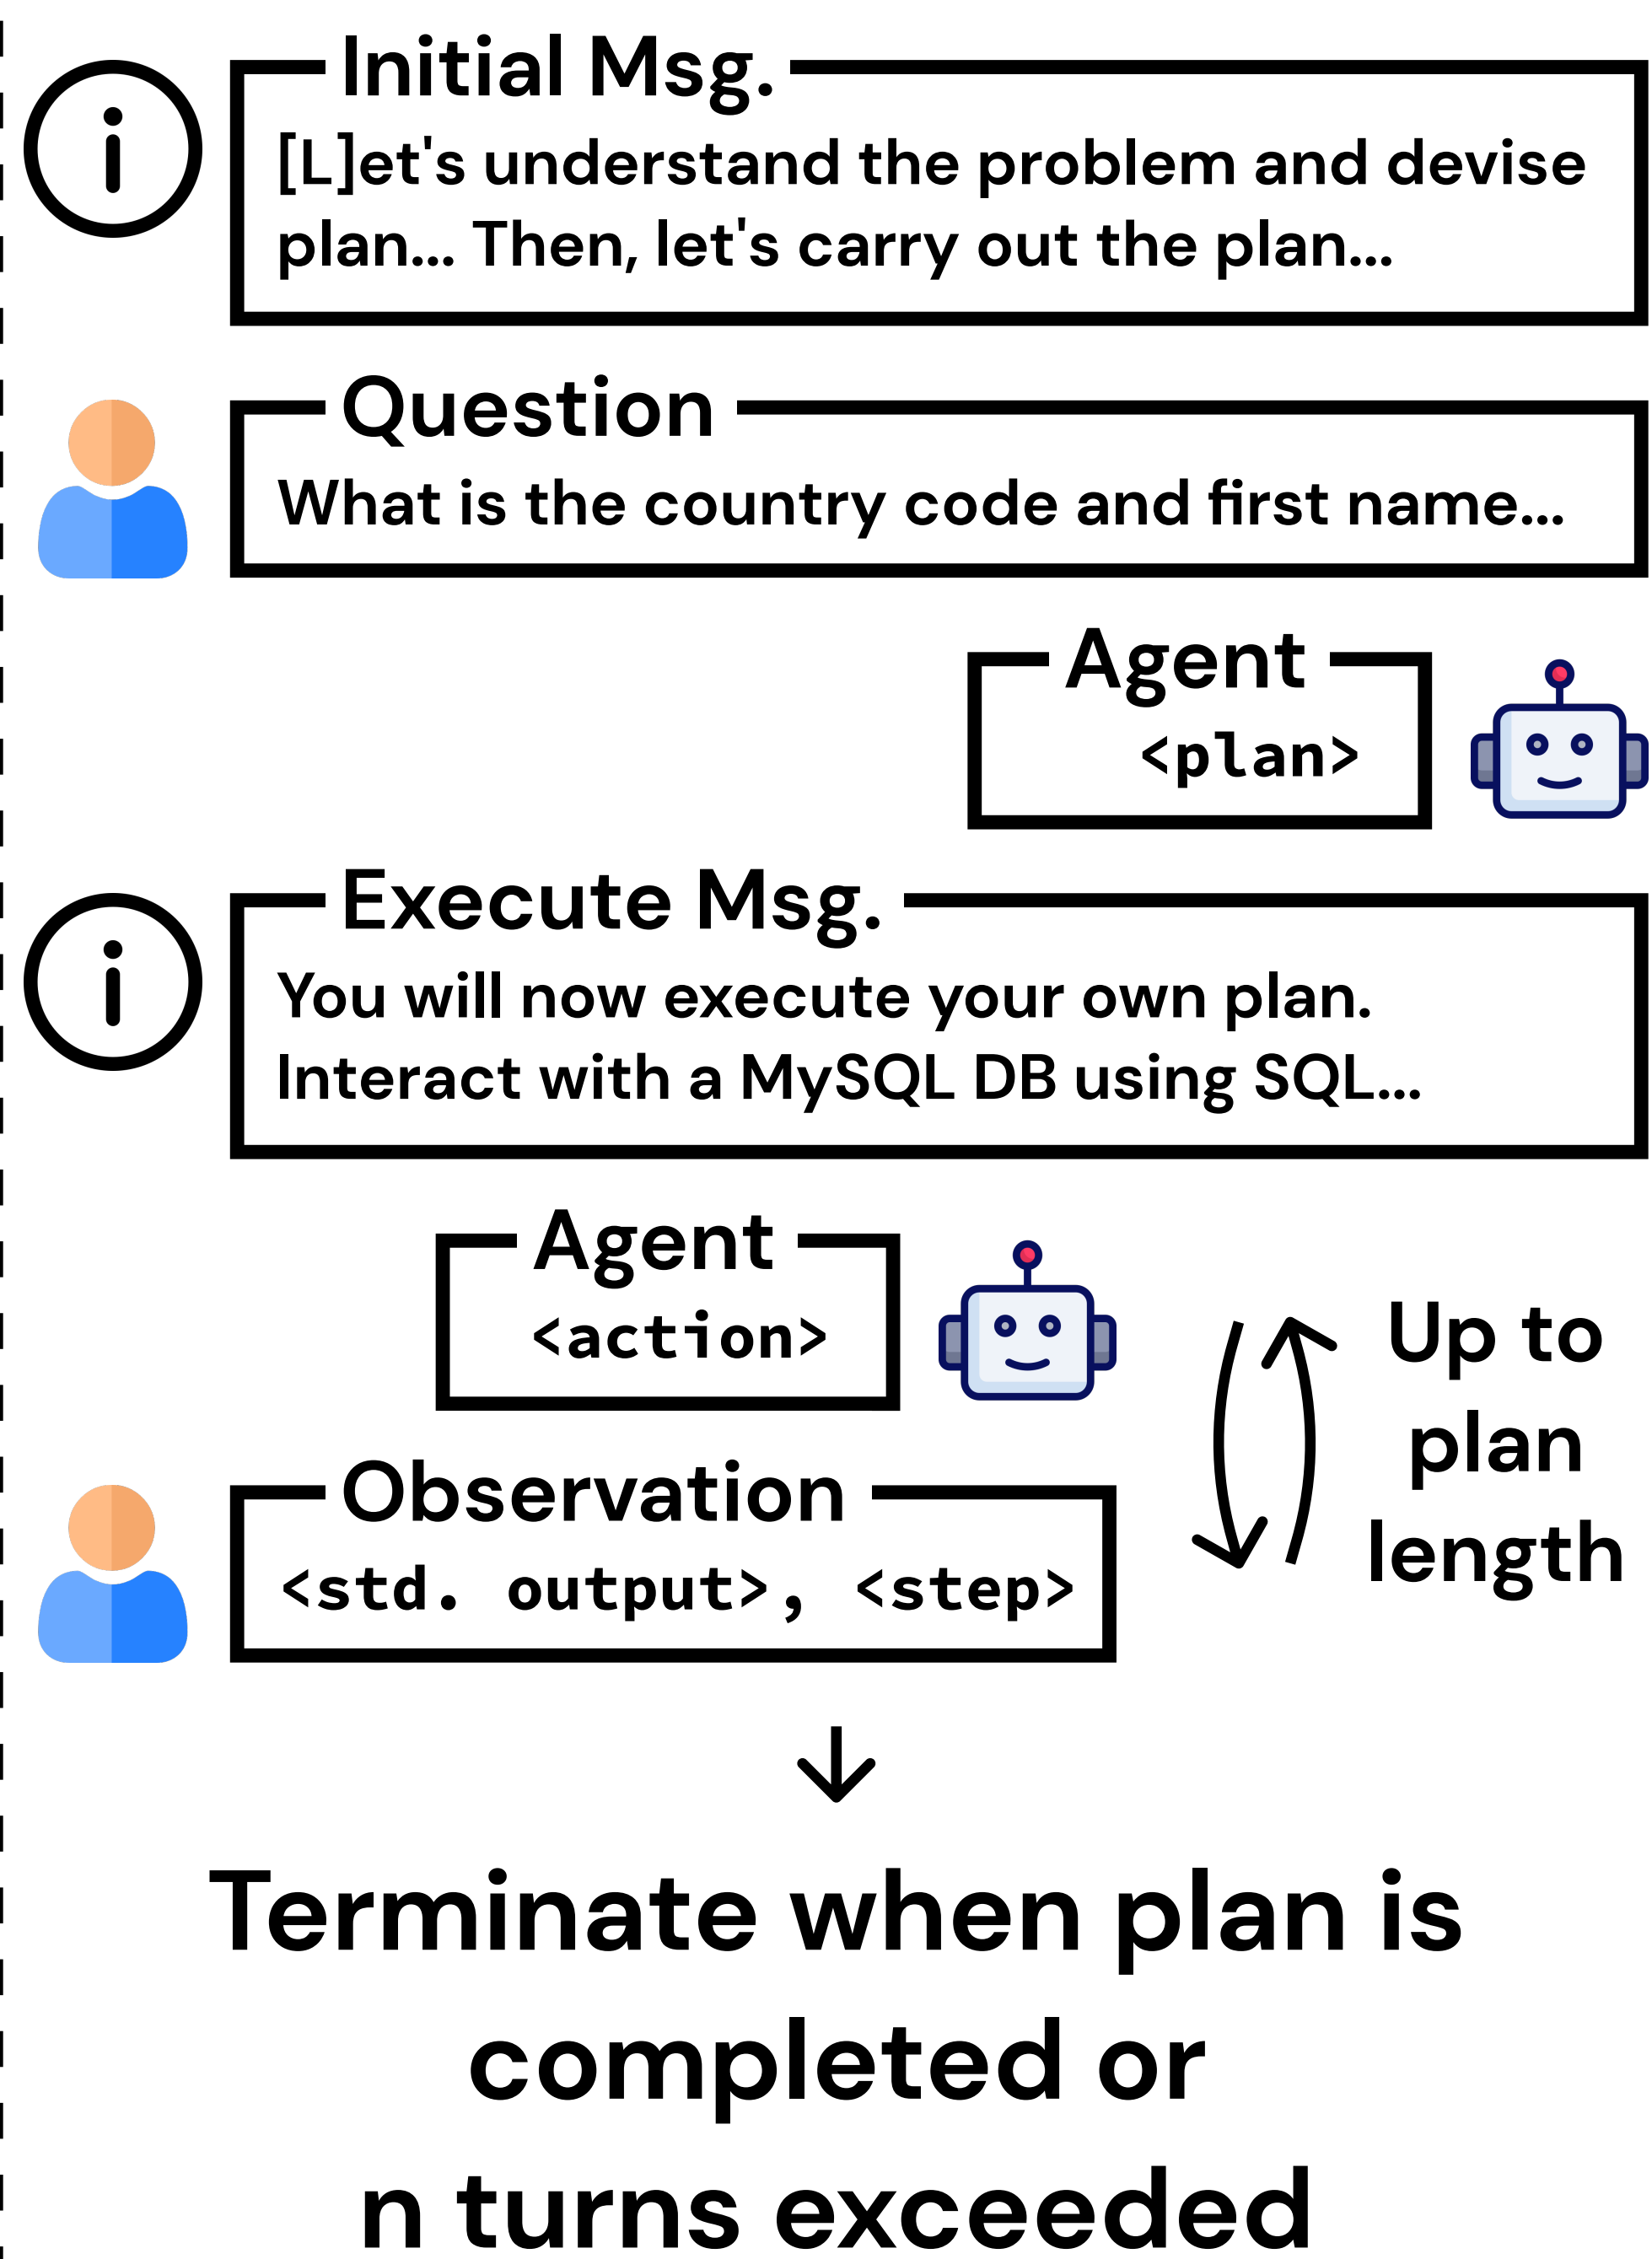 Initial Msg.
[L]et's understand the problem and devise
plan... Then, let's carry out the plan...
Question
What is the country code and first name...
Agent
<plan>
Execute Msg.
You will now execute your own plan.
Interact with a MySQL DB using SQL...
Agent
<action>
Observation
<std. output>, <step>
Up to
plan
length
Terminate when plan is
completed or
n turns exceeded